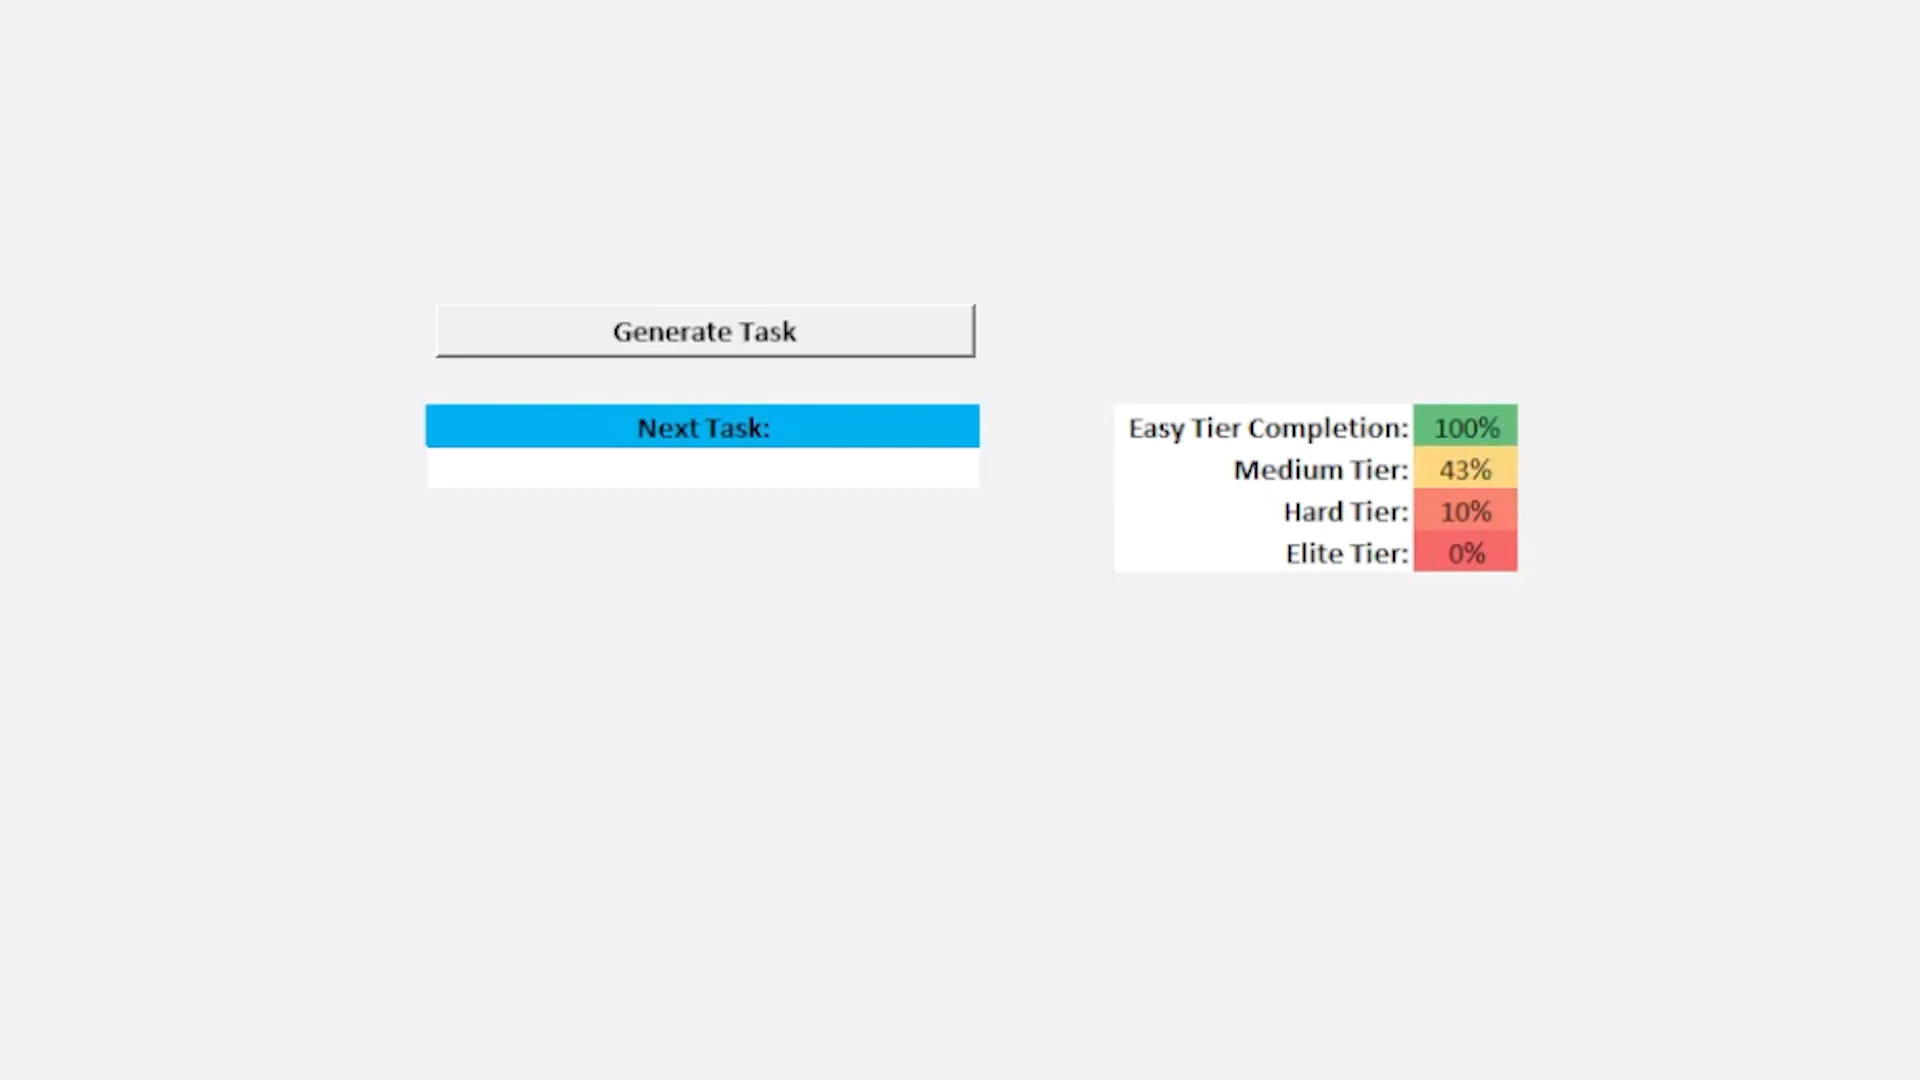 Generate Task
Next Task:
Easy Tier Completion: 100%
Medium Tier: 43%
Hard Tier: 10%
Elite Tier: 0%